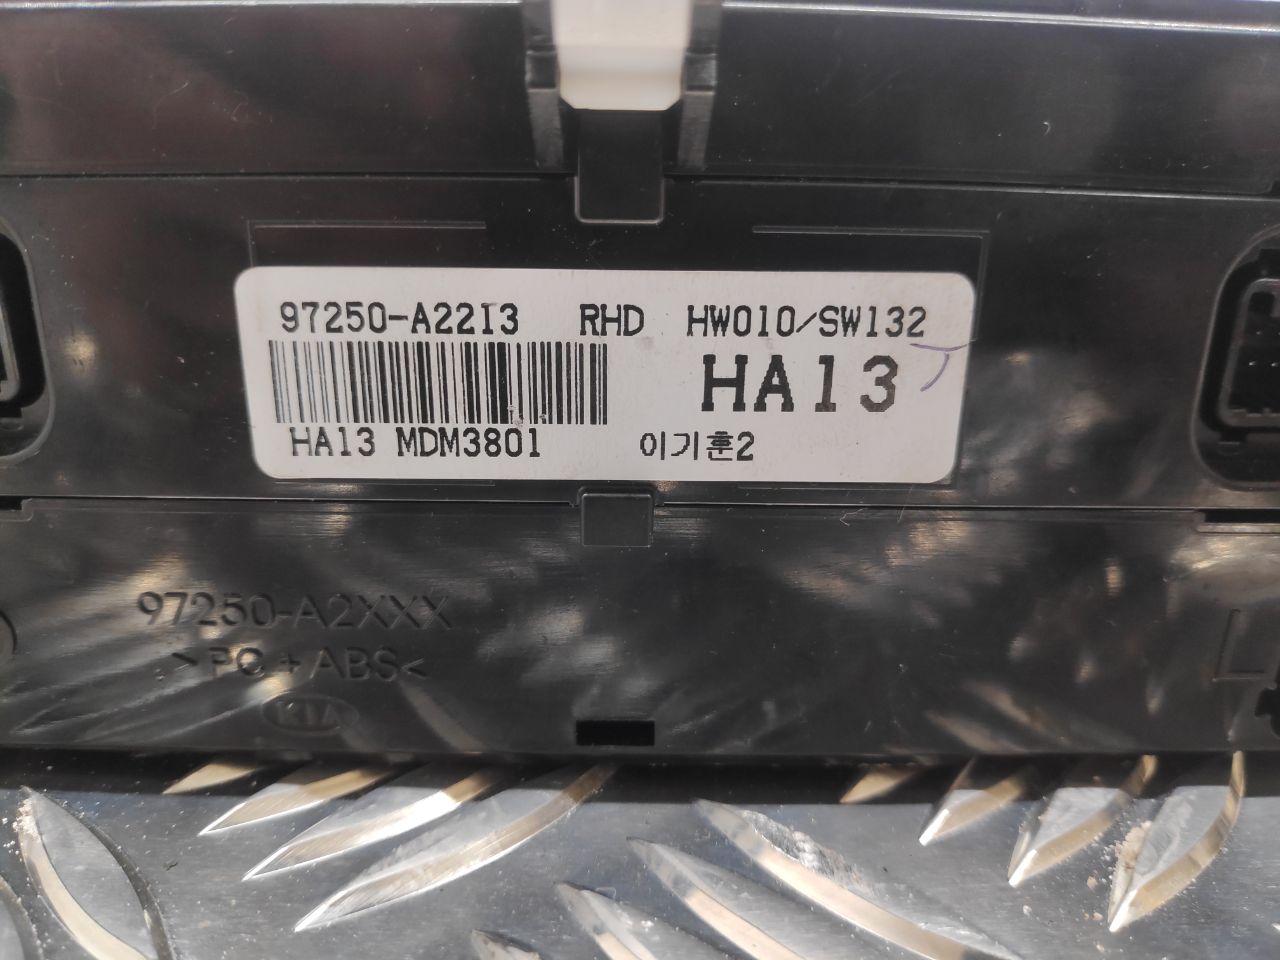 97250-A22I3 RHD HW010/SW132
HA13
HA13 MDM3801 이기훈2
97250-A2XXX
>PC+ABS<
KIA